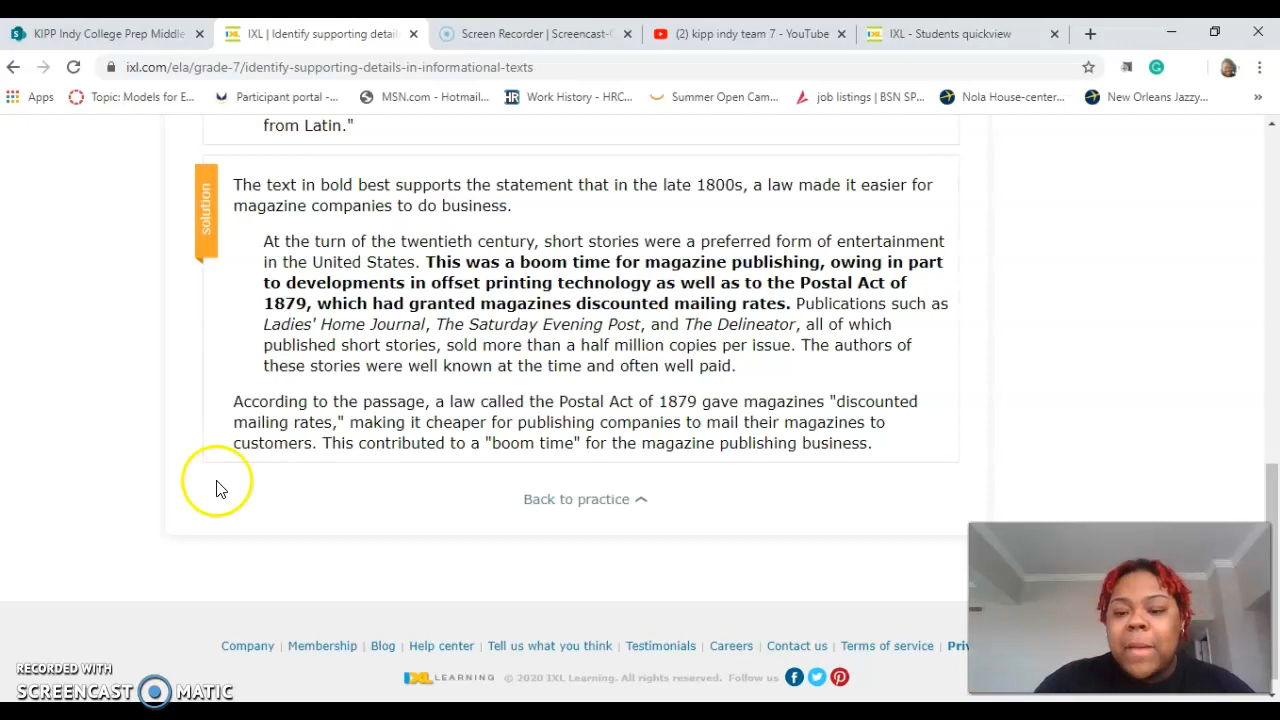 KIPP Indy College Prep Middle
IXL | Identify supporting detail
Screen Recorder | Screencast-O
(2) kipp indy team 7 - YouTube
IXL - Students quickview
ixl.com/ela/grade-7/identify-supporting-details-in-informational-texts
Apps
Topic: Models for E...
Participant portal -...
MSN.com - Hotmail...
HR
Work History - HRC...
Summer Open Cam...
job listings | BSN SP...
Nola House-center...
New Orleans Jazzy...
from Latin."
solution
The text in bold best supports the statement that in the late 1800s, a law made it easier for
magazine companies to do business.
At the turn of the twentieth century, short stories were a preferred form of entertainment
in the United States. This was a boom time for magazine publishing, owing in part
to developments in offset printing technology as well as to the Postal Act of
1879, which had granted magazines discounted mailing rates. Publications such as
Ladies' Home Journal, The Saturday Evening Post, and The Delineator, all of which
published short stories, sold more than a half million copies per issue. The authors of
these stories were well known at the time and often well paid.
According to the passage, a law called the Postal Act of 1879 gave magazines "discounted
mailing rates," making it cheaper for publishing companies to mail their magazines to
customers. This contributed to a "boom time" for the magazine publishing business.
Back to practice
Company | Membership | Blog | Help center | Tell us what you think | Testimonials | Careers | Contact us | Terms of service | Priv
IXL LEARNING © 2020 IXL Learning. All rights reserved. Follow us
RECORDED WITH
SCREENCAST MATIC